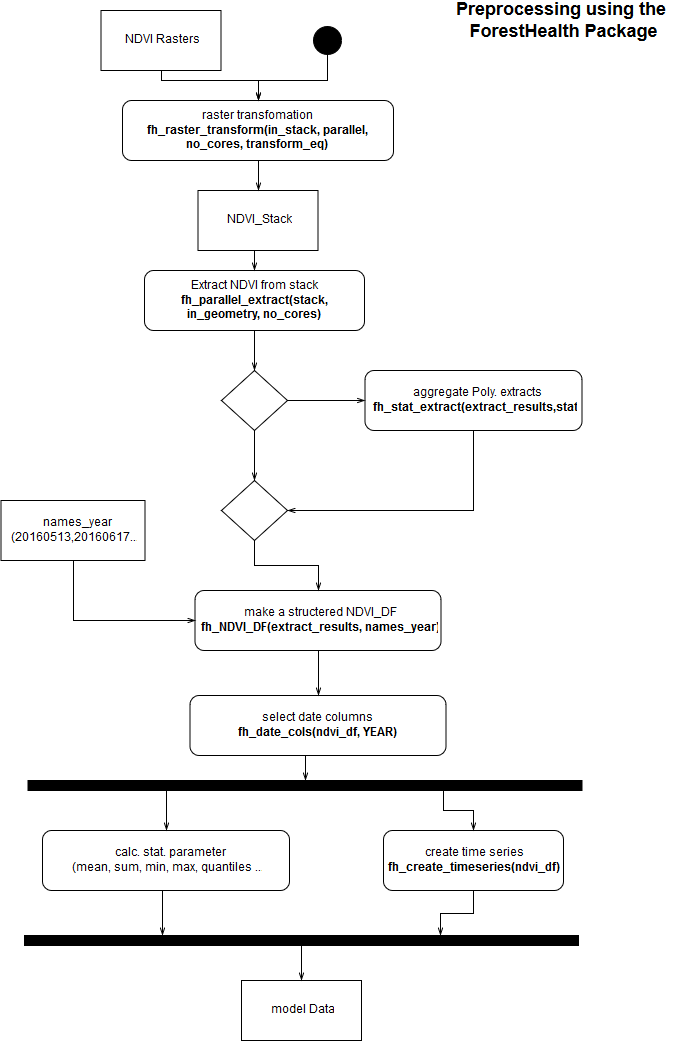 Preprocessing using the
ForestHealth Package
NDVI Rasters
raster transfomation
fh_raster_transform(in_stack, parallel,
no_cores, transform_eq)
NDVI_Stack
Extract NDVI from stack
fh_parallel_extract(stack,
in_geometry, no_cores)
aggregate Poly. extracts
fh_stat_extract(extract_results,stat
names_year
(20160513,20160617..
make a structered NDVI_DF
fh_NDVI_DF(extract_results, names_year)
select date columns
fh_date_cols(ndvi_df, YEAR)
calc. stat. parameter
(mean, sum, min, max, quantiles ..
create time series
fh_create_timeseries(ndvi_df)
model Data